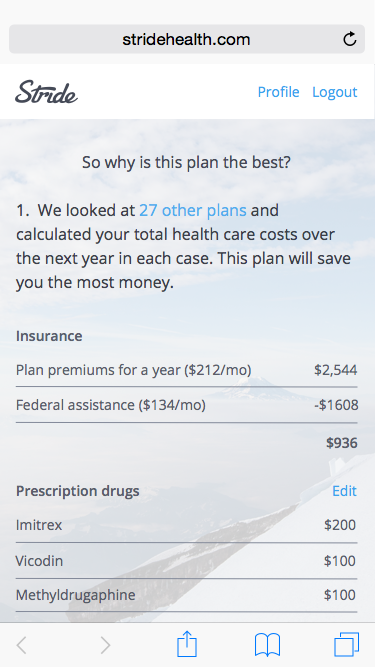 stridehealth.com
Stride
Profile Logout
So why is this plan the best?
1. We looked at 27 other plans and
calculated your total health care costs over
the next year in each case. This plan will save
you the most money.
Insurance
Plan premiums for a year ($212/mo) $2,544
Federal assistance ($134/mo) -$1608
$936
Prescription drugs Edit
Imitrex $200
Vicodin $100
Methyldrugaphine $100